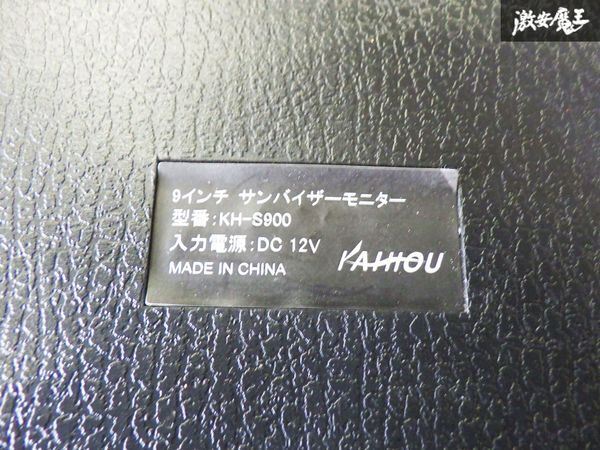 激安魔王
9インチ サンバイザーモニター
型番:KH-S900
入力電源:DC 12V
MADE IN CHINA
KAIHOU